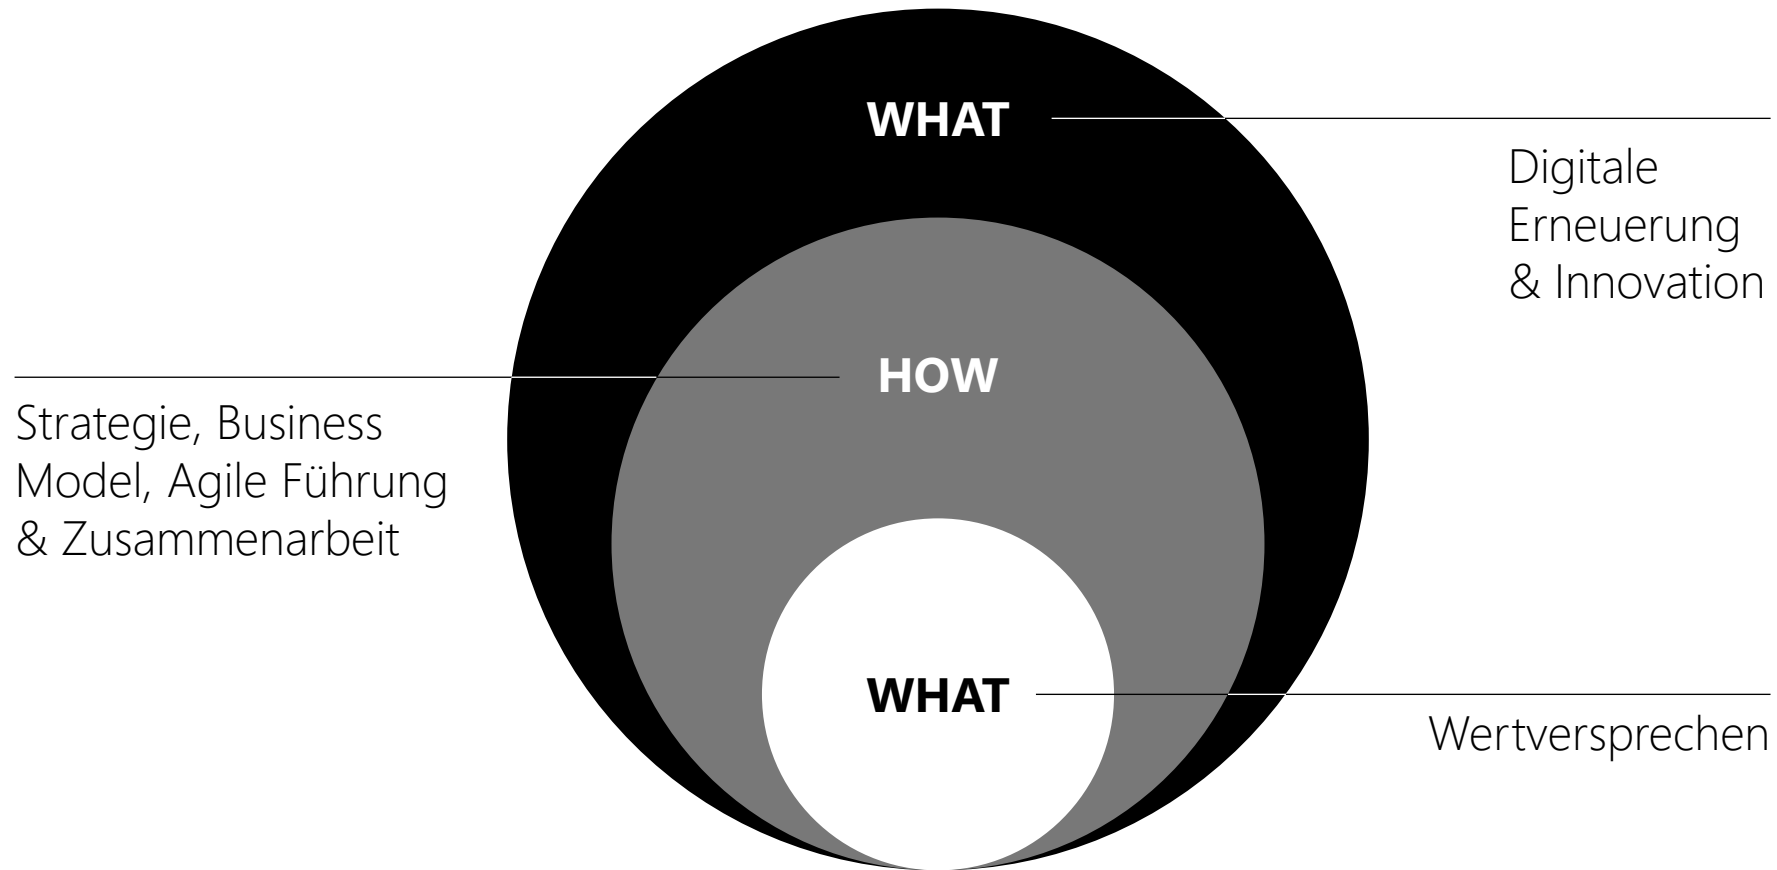 WHAT
Digitale
Erneuerung
& Innovation
HOW
Strategie, Business
Model, Agile Führung
& Zusammenarbeit
WHAT
Wertversprechen